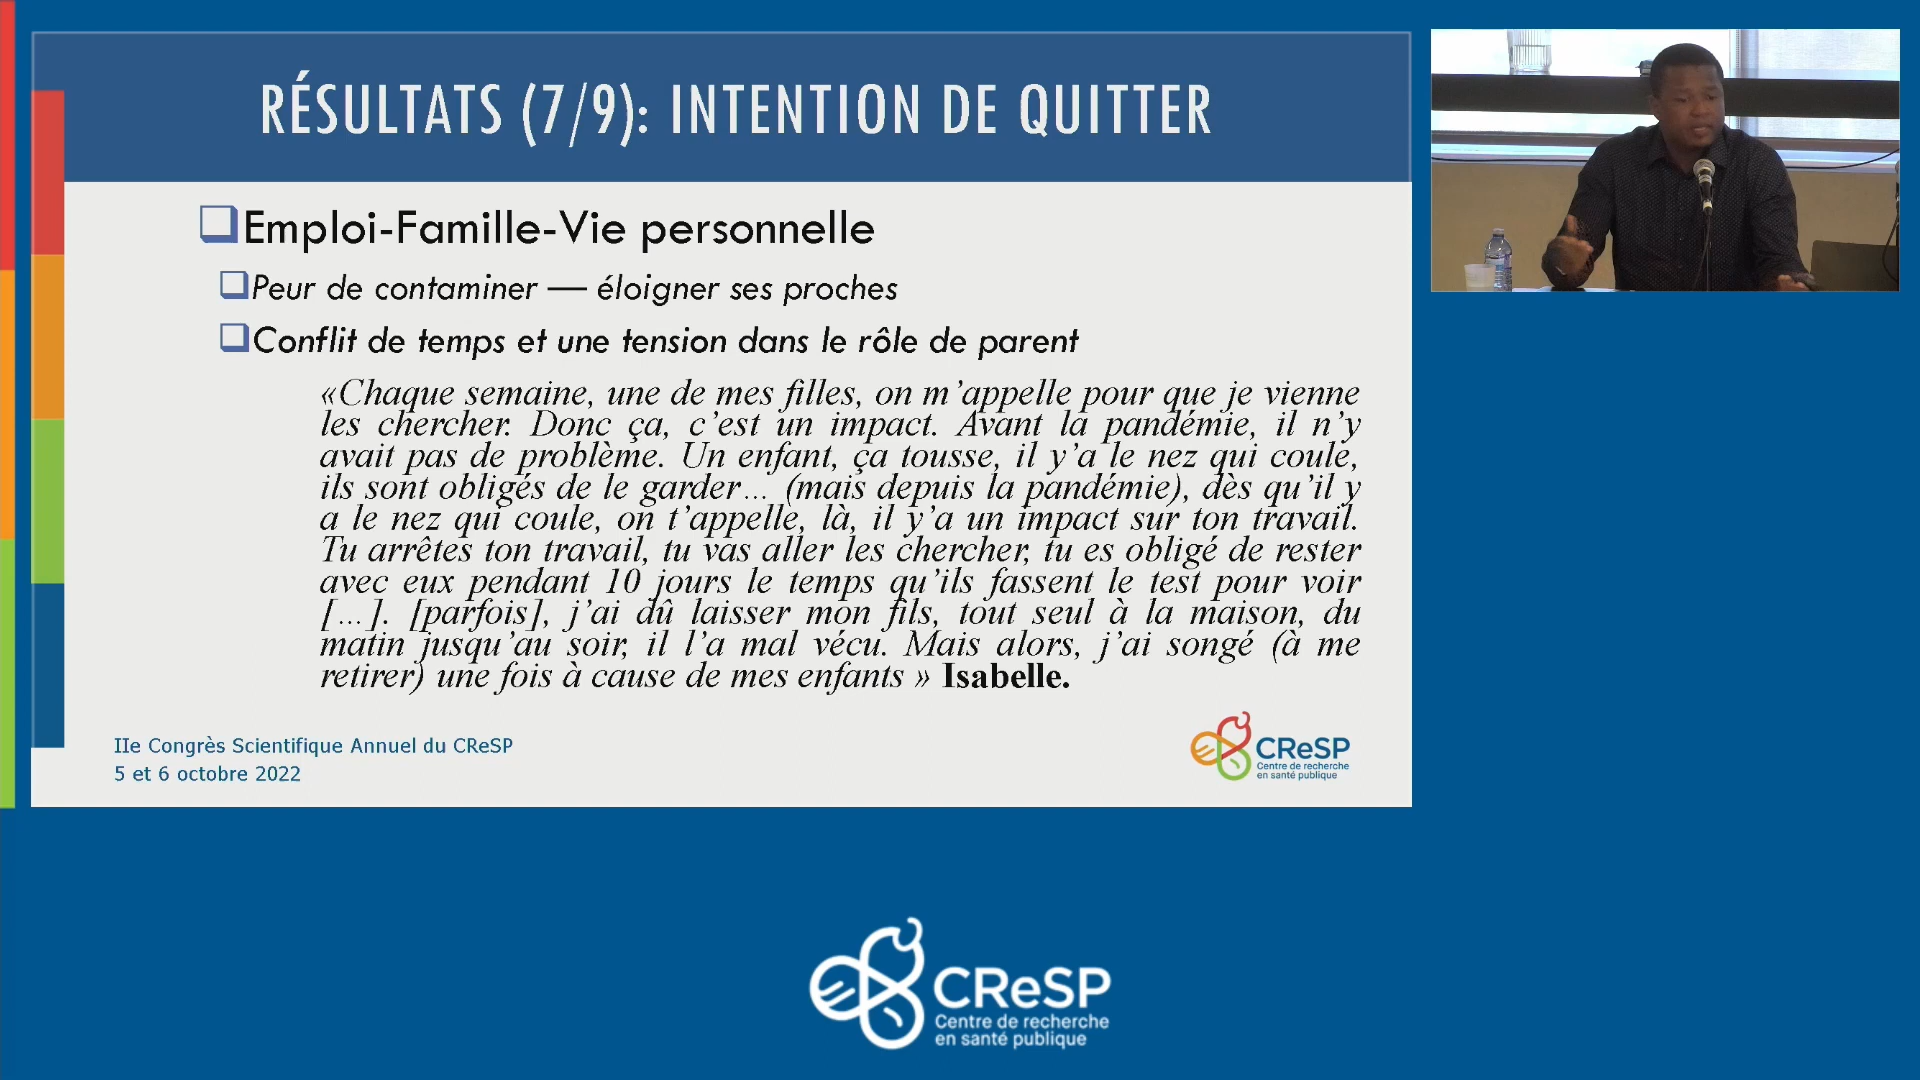 RÉSULTATS (7/9): INTENTION DE QUITTER
Emploi-Famille-Vie personnelle
Peur de contaminer — éloigner ses proches
Conflit de temps et une tension dans le rôle de parent
«Chaque semaine, une de mes filles, on m’appelle pour que je vienne
les chercher. Donc ça, c’est un impact. Avant la pandémie, il n’y
avait pas de problème. Un enfant, ça tousse, il y’a le nez qui coule,
ils sont obligés de le garder… (mais depuis la pandémie), dès qu’il y
a le nez qui coule, on t’appelle, là, il y’a un impact sur ton travail.
Tu arrêtes ton travail, tu vas aller les chercher, tu es obligé de rester
avec eux pendant 10 jours le temps qu’ils fassent le test pour voir
[…]. [parfois], j’ai dû laisser mon fils, tout seul à la maison, du
matin jusqu’au soir, il l’a mal vécu. Mais alors, j’ai songé (à me
retirer) une fois à cause de mes enfants » Isabelle.
IIe Congrès Scientifique Annuel du CReSP
5 et 6 octobre 2022
CReSP
Centre de recherche
en santé publique
CReSP
Centre de recherche
en santé publique